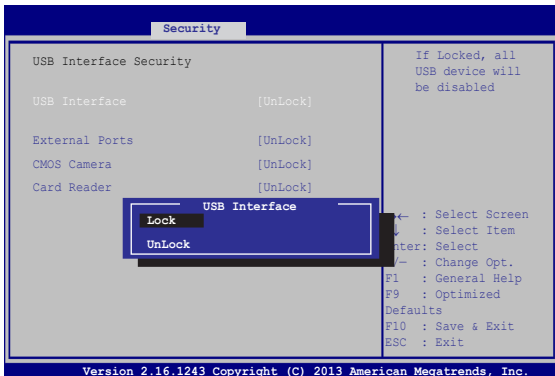 Security
USB Interface Security
USB Interface [UnLock]
External Ports [UnLock]
CMOS Camera [UnLock]
Card Reader [UnLock]
USB Interface
Lock
UnLock
If Locked, all
USB device will
be disabled
→← : Select Screen
↓ : Select Item
nter: Select
/— : Change Opt.
F1 : General Help
F9 : Optimized
Defaults
F10 : Save & Exit
ESC : Exit
Version 2.16.1243 Copyright (C) 2013 American Megatrends, Inc.